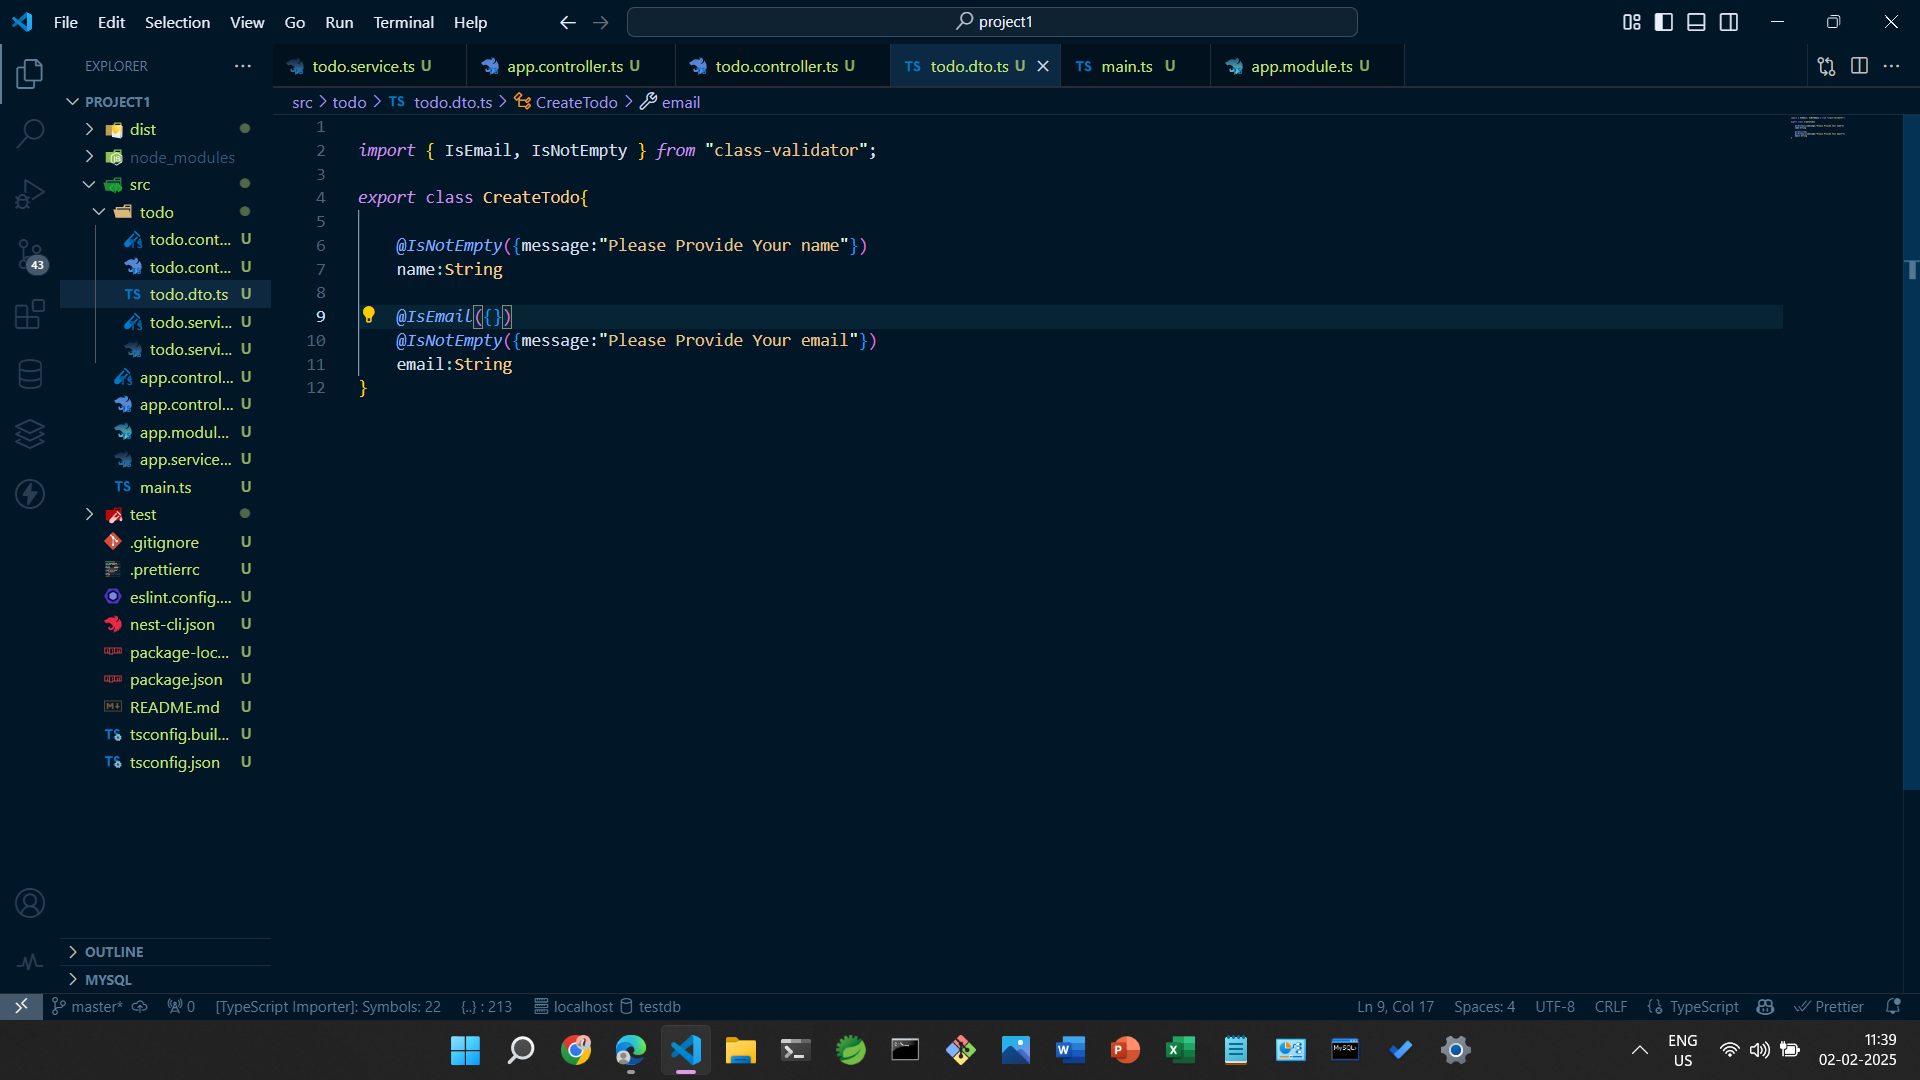 File Edit Selection View Go Run Terminal Help
project1
EXPLORER
PROJECT1
dist
node_modules
src
todo
todo.cont... U
todo.cont... U
TS todo.dto.ts U
todo.servi... U
todo.servi... U
app.control... U
app.control... U
app.modul... U
app.service... U
TS main.ts U
test
.gitignore U
.prettierrc U
eslint.config.... U
nest-cli.json U
package-loc... U
package.json U
README.md U
TS tsconfig.buil... U
TS tsconfig.json U
OUTLINE
MYSQL
43
todo.service.ts U
app.controller.ts U
todo.controller.ts U
TS todo.dto.ts U
TS main.ts U
app.module.ts U
src > todo > TS todo.dto.ts > CreateTodo > email
1
2 import { IsEmail, IsNotEmpty } from "class-validator";
3
4 export class CreateTodo{
5
6 @IsNotEmpty({message:"Please Provide Your name"})
7 name:String
8
9 @IsEmail({})
10 @IsNotEmpty({message:"Please Provide Your email"})
11 email:String
12 }
master* 0 [TypeScript Importer]: Symbols: 22 {..} : 213 localhost testdb
Ln 9, Col 17 Spaces: 4 UTF-8 CRLF TypeScript Prettier
ENG
US
11:39
02-02-2025